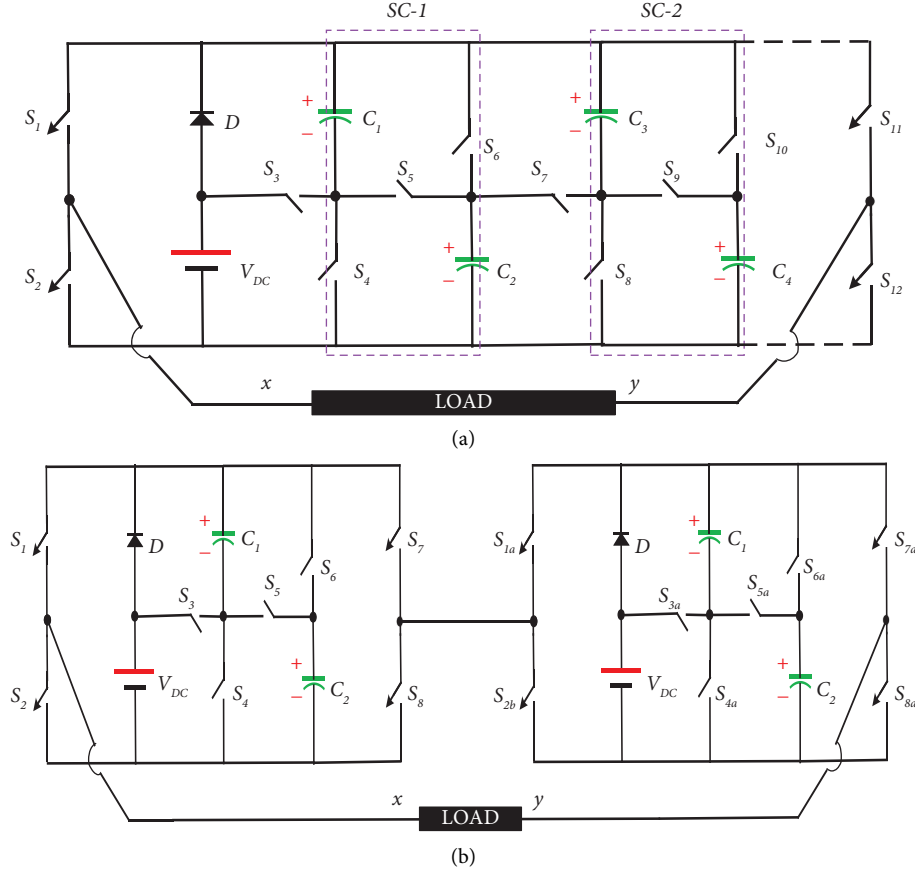 SC-1 SC-2
S1 D + − C1 S6 + − C3 S10 S11
S3 S5 S7 S9
S2 VDC S4 + − C2 S8 + − C4 S12
x LOAD y
(a)
S1 D + − C1 S6 S7 S1a D + − C1 S6a S7a
S3 S5 S3a S5a
S2 VDC S4 + − C2 S8 S2b VDC S4a + − C2 S8a
x LOAD y
(b)